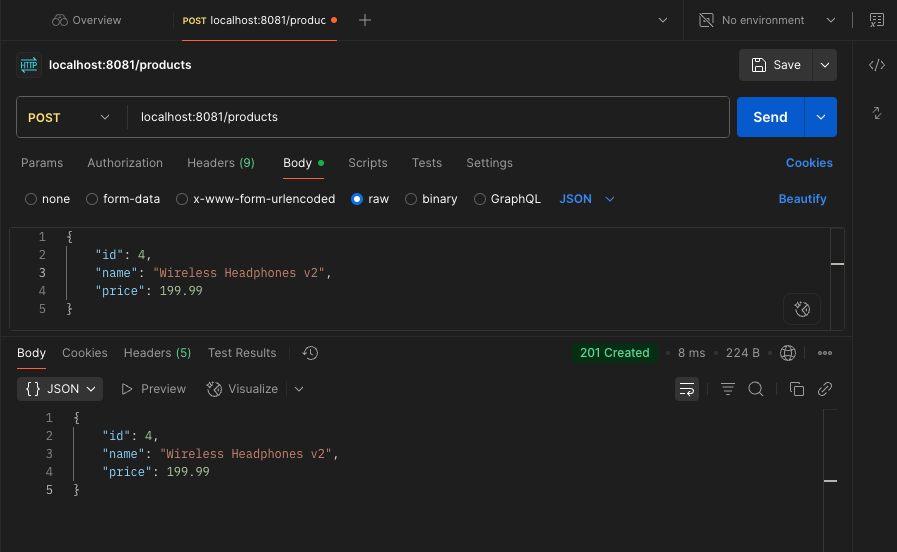 Overview
POST localhost:8081/produc
No environment
HTTP localhost:8081/products
Save
POST localhost:8081/products
Send
Params Authorization Headers (9) Body Scripts Tests Settings Cookies
none form-data x-www-form-urlencoded raw binary GraphQL JSON Beautify
1 {
2 "id": 4,
3 "name": "Wireless Headphones v2",
4 "price": 199.99
5 }
Body Cookies Headers (5) Test Results 201 Created 8 ms 224 B
{} JSON Preview Visualize
1 {
2 "id": 4,
3 "name": "Wireless Headphones v2",
4 "price": 199.99
5 }